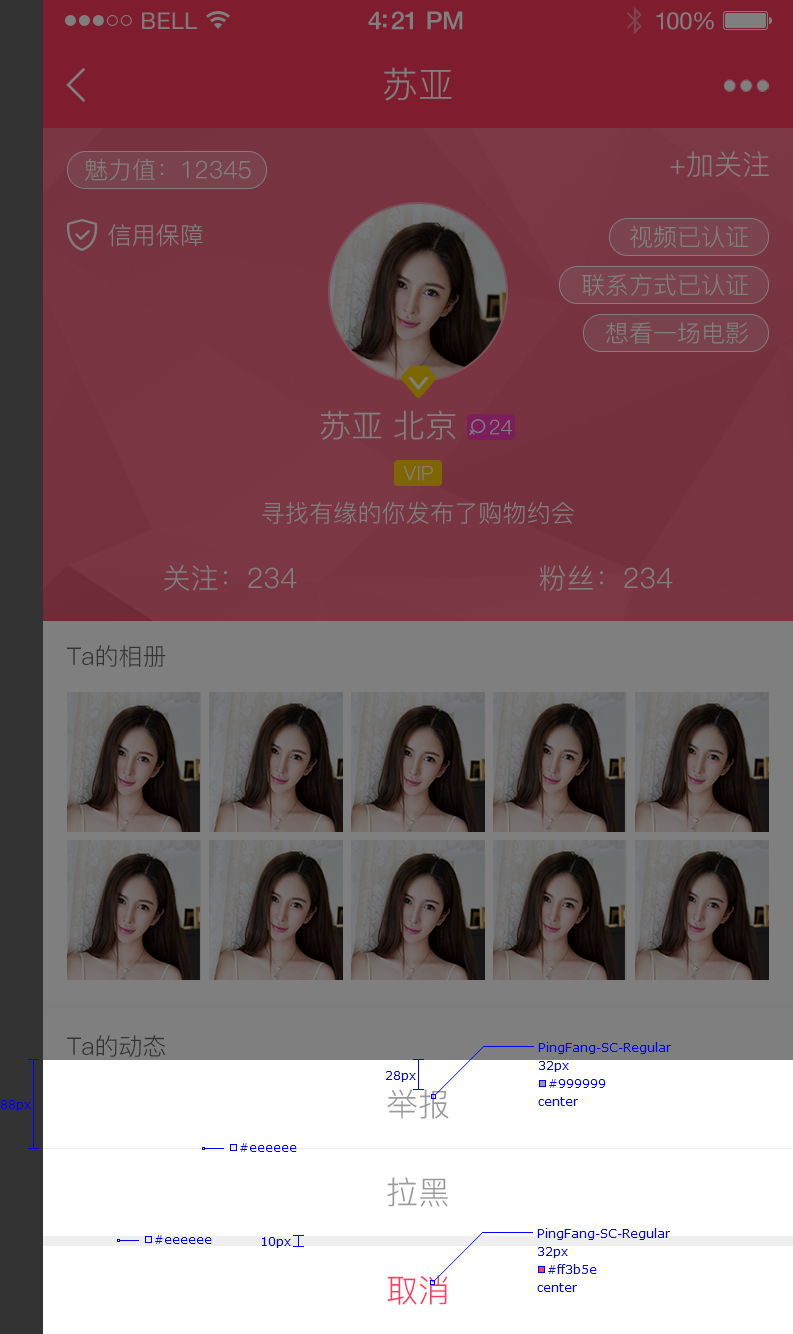 BELL 4:21 PM 100%
苏亚
魅力值：12345
+加关注
信用保障
视频已认证
联系方式已认证
想看一场电影
苏亚 北京 24
VIP
寻找有缘的你发布了购物约会
关注：234 粉丝：234
Ta的相册
Ta的动态
PingFang-SC-Regular
32px
#999999
center
28px
举报
88px
#eeeeee
拉黑
#eeeeee
10px
PingFang-SC-Regular
32px
#ff3b5e
center
取消